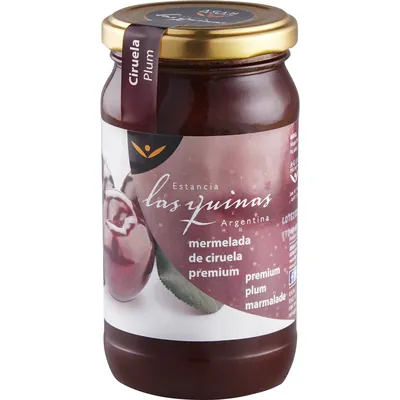 Ciruela
Plum
Estancia
las quinas
Argentina
mermelada
de ciruela
premium
premium
plum
marmalade